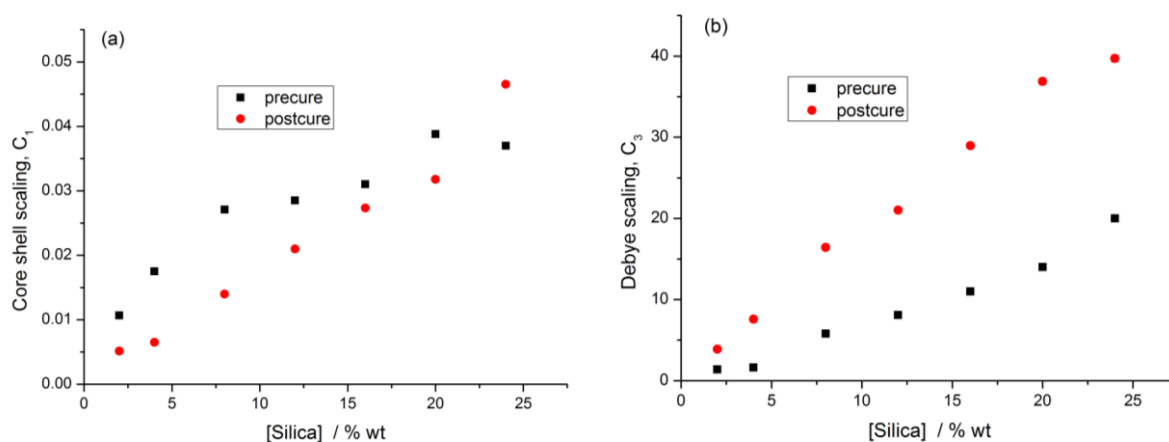 (a)
precure
postcure
Core shell scaling, C₁
0.05
0.04
0.03
0.02
0.01
0.00
0 5 10 15 20 25
[Silica] / % wt
(b)
precure
postcure
Debye scaling, C₃
40
30
20
10
0
0 5 10 15 20 25
[Silica] / % wt